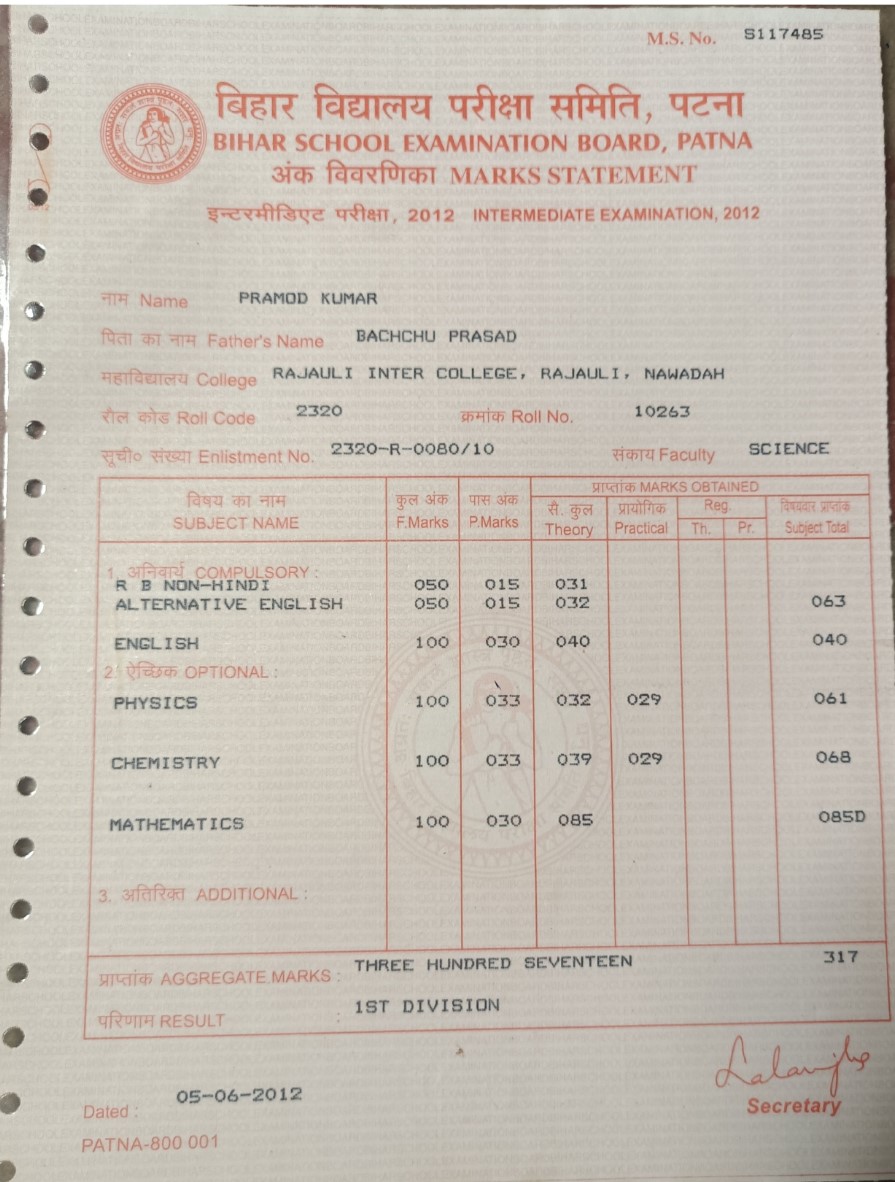 M.S. No. S117485
बिहार विद्यालय परीक्षा समिति, पटना
BIHAR SCHOOL EXAMINATION BOARD, PATNA
अंक विवरणिका MARKS STATEMENT
इन्टरमीडिएट परीक्षा, 2012 INTERMEDIATE EXAMINATION, 2012
नाम Name PRAMOD KUMAR
पिता का नाम Father's Name BACHCHU PRASAD
महाविद्यालय College RAJAULI INTER COLLEGE, RAJAULI, NAWADAH
रौल कोड Roll Code 2320 क्रमांक Roll No. 10263
सूची० संख्या Enlistment No. 2320-R-0080/10 संकाय Faculty SCIENCE
विषय का नाम SUBJECT NAME कुल अंक F.Marks पास अंक P.Marks प्राप्तांक MARKS OBTAINED
सै. कुल Theory प्रायोगिक Practical Reg. Th. Pr. विषयवार प्राप्तांक Subject Total
1. अनिवार्य COMPULSORY :
R B NON-HINDI 050 015 031
ALTERNATIVE ENGLISH 050 015 032 063
ENGLISH 100 030 040 040
2 ऐच्छिक OPTIONAL :
PHYSICS 100 033 032 029 061
CHEMISTRY 100 033 039 029 068
MATHEMATICS 100 030 085 085D
3. अतिरिक्त ADDITIONAL :
प्राप्तांक AGGREGATE MARKS : THREE HUNDRED SEVENTEEN 317
परिणाम RESULT : 1ST DIVISION
Dated : 05-06-2012
Secretary
PATNA-800 001